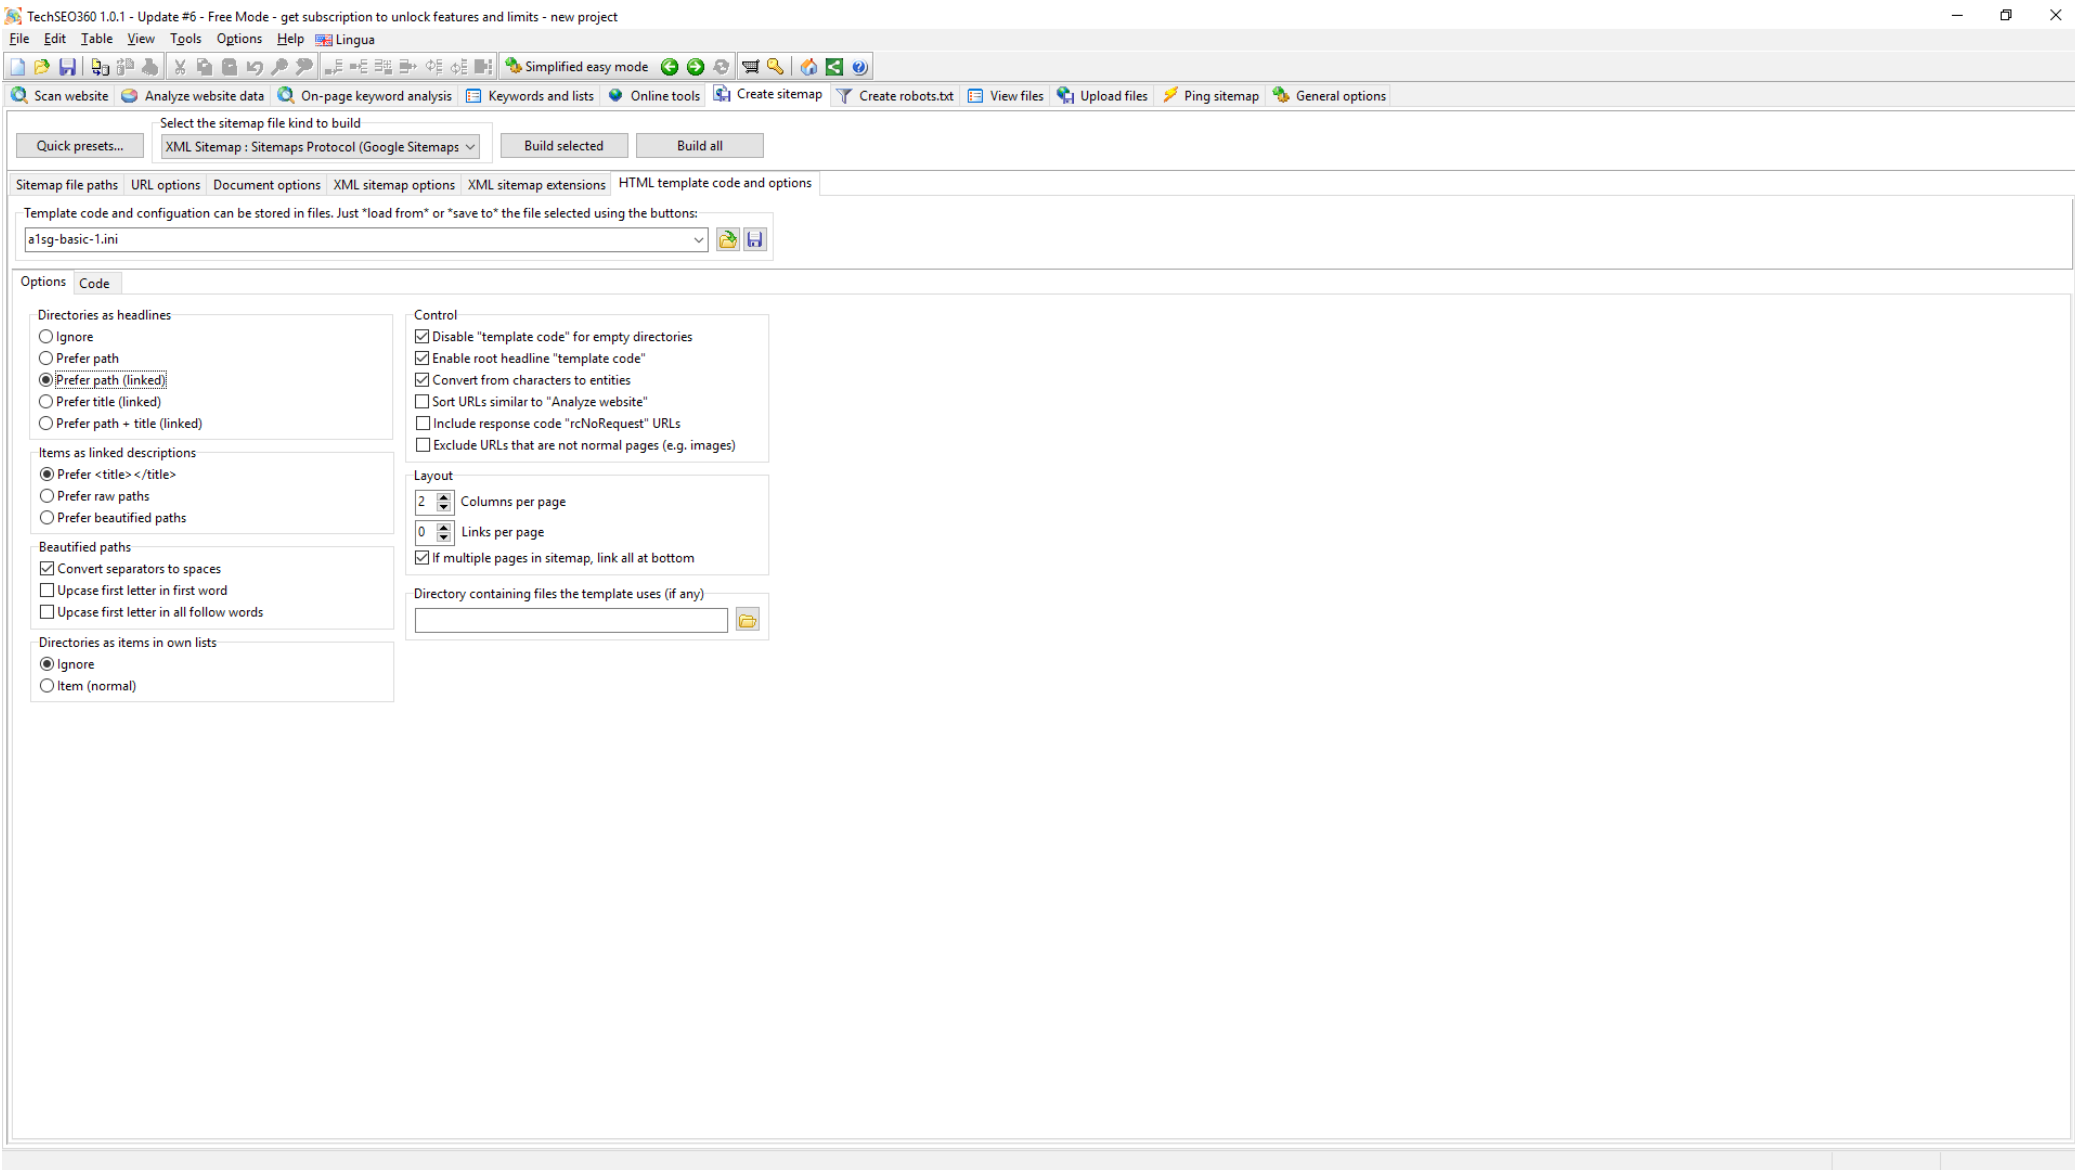 TechSEO360 1.0.1 - Update #6 - Free Mode - get subscription to unlock features and limits - new project
File Edit Table View Tools Options Help Lingua
Simplified easy mode
Scan website Analyze website data On-page keyword analysis Keywords and lists Online tools Create sitemap Create robots.txt View files Upload files Ping sitemap General options
Select the sitemap file kind to build
Quick presets... XML Sitemap : Sitemaps Protocol (Google Sitemaps Build selected Build all
Sitemap file paths URL options Document options XML sitemap options XML sitemap extensions HTML template code and options
Template code and configuation can be stored in files. Just *load from* or *save to* the file selected using the buttons:
a1sg-basic-1.ini
Options Code
Directories as headlines
Ignore
Prefer path
Prefer path (linked)
Prefer title (linked)
Prefer path + title (linked)
Items as linked descriptions
Prefer <title></title>
Prefer raw paths
Prefer beautified paths
Beautified paths
Convert separators to spaces
Upcase first letter in first word
Upcase first letter in all follow words
Directories as items in own lists
Ignore
Item (normal)
Control
Disable "template code" for empty directories
Enable root headline "template code"
Convert from characters to entities
Sort URLs similar to "Analyze website"
Include response code "rcNoRequest" URLs
Exclude URLs that are not normal pages (e.g. images)
Layout
2 Columns per page
0 Links per page
If multiple pages in sitemap, link all at bottom
Directory containing files the template uses (if any)